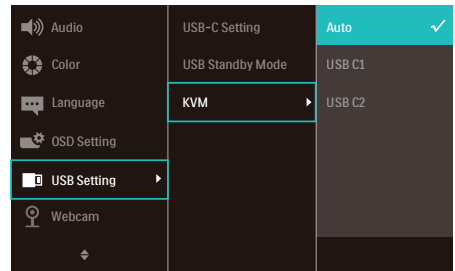 Audio
Color
Language
OSD Setting
USB Setting
Webcam
USB-C Setting
USB Standby Mode
KVM
Auto
USB C1
USB C2